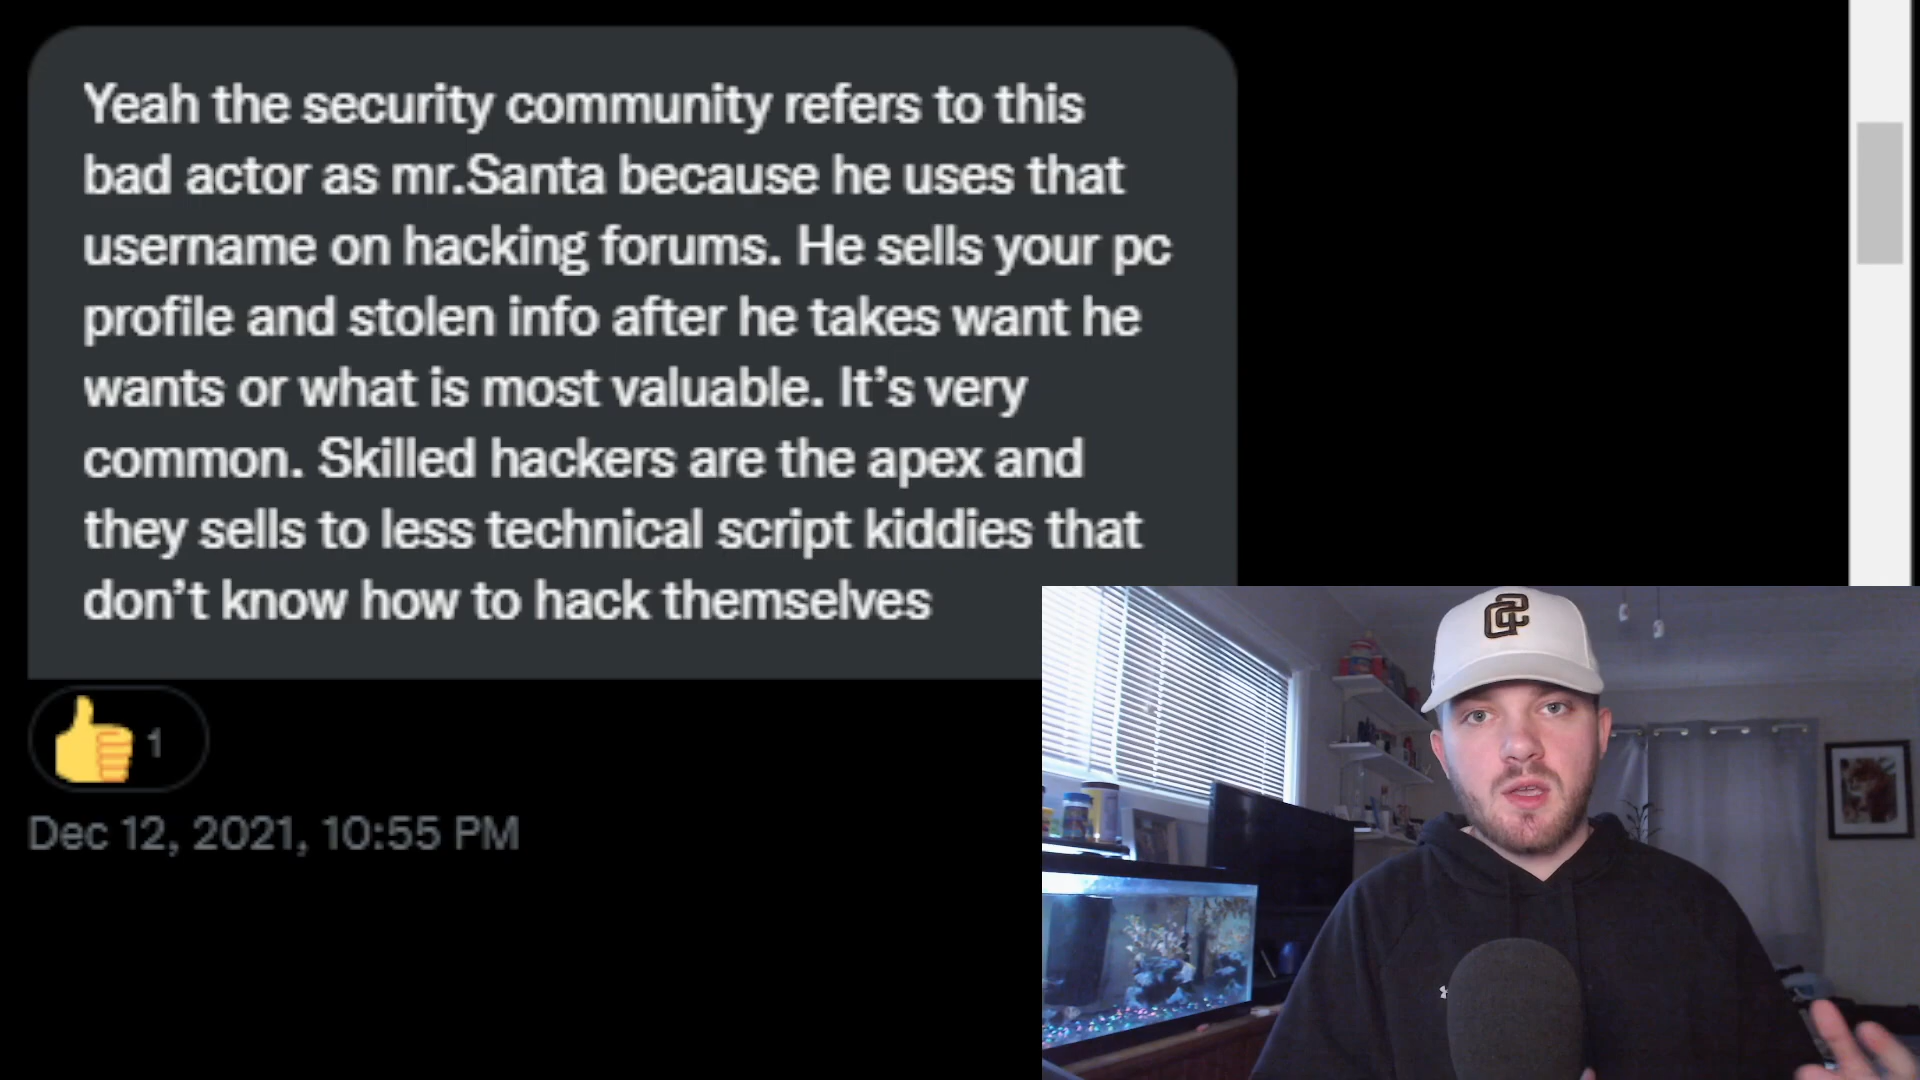 Yeah the security community refers to this
bad actor as mr.Santa because he uses that
username on hacking forums. He sells your pc
profile and stolen info after he takes want he
wants or what is most valuable. It’s very
common. Skilled hackers are the apex and
they sells to less technical script kiddies that
don’t know how to hack themselves
1
Dec 12, 2021, 10:55 PM